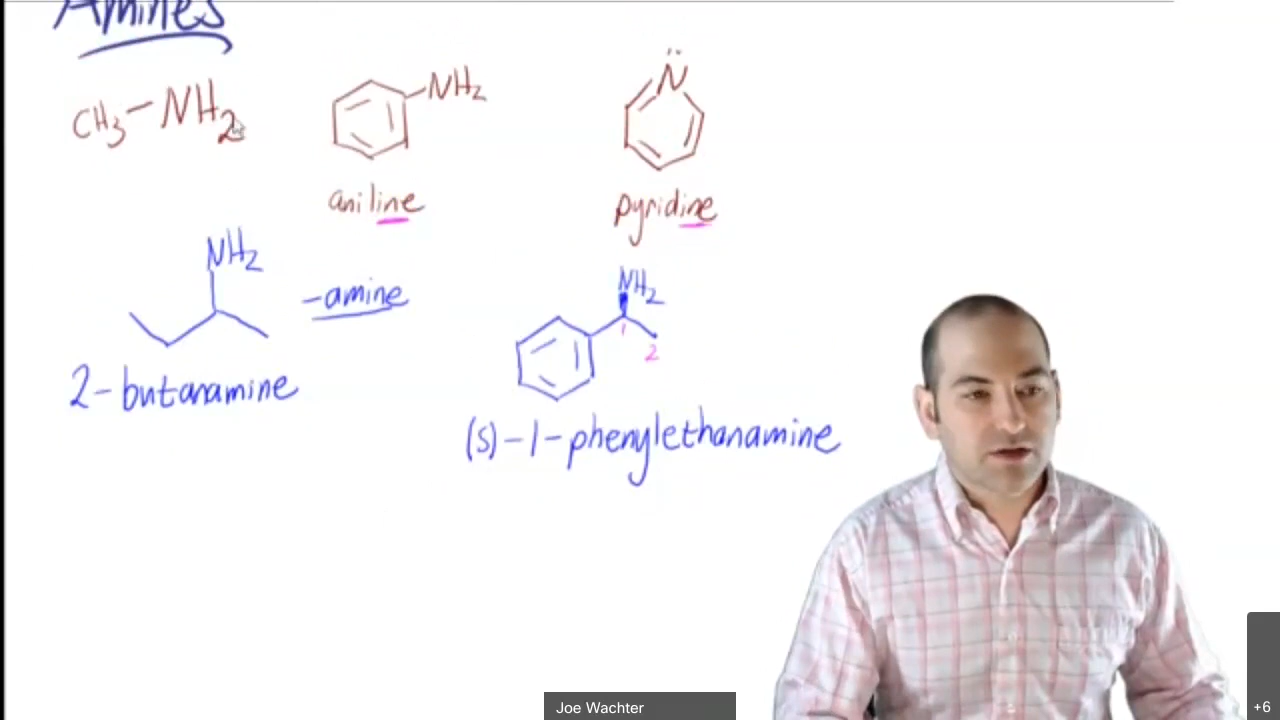 Amines
CH3-NH2
NH2
N
aniline
pyridine
NH2
-amine
NH2
1
2
2-butanamine
(S)-1-phenylethanamine
Joe Wachter
+6